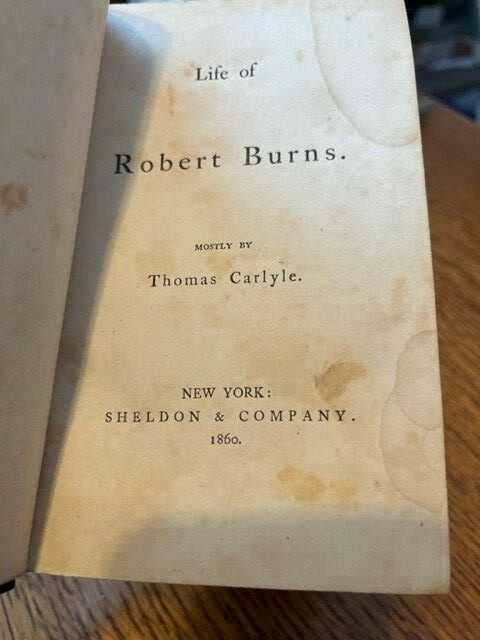 Life of
Robert Burns.
MOSTLY BY
Thomas Carlyle.
NEW YORK:
SHELDON & COMPANY.
1860.